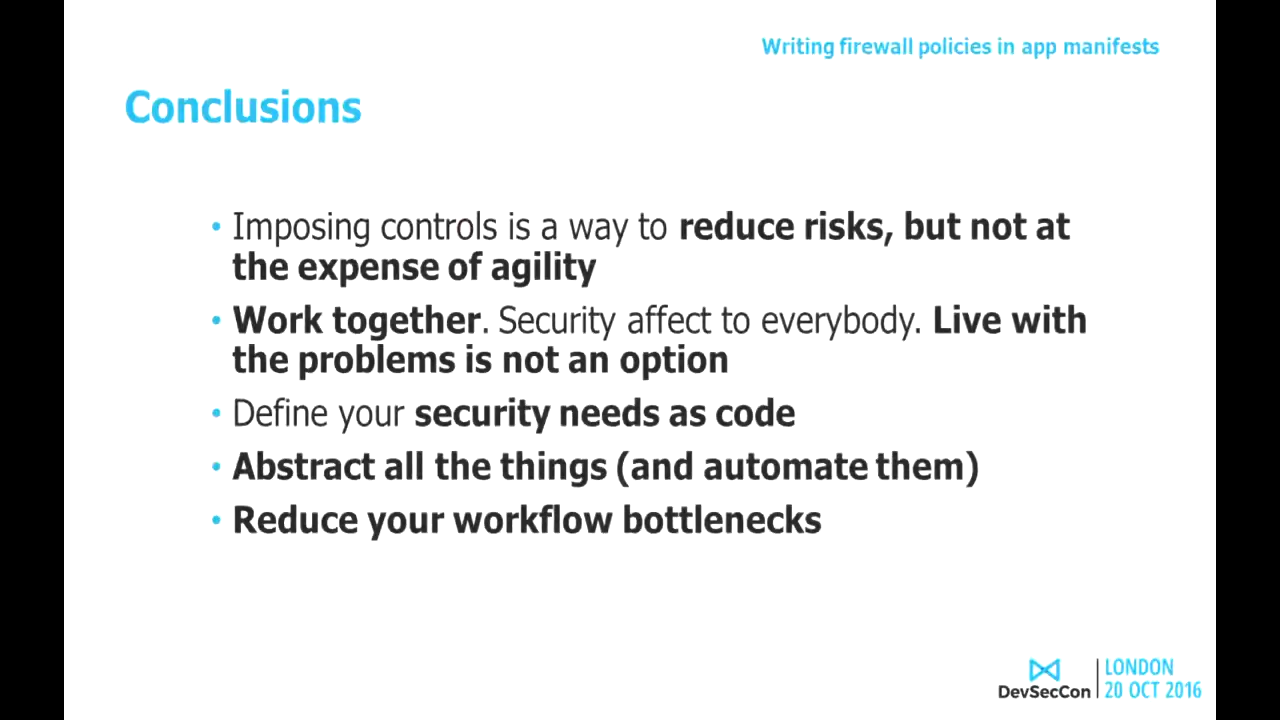 Writing firewall policies in app manifests
Conclusions
• Imposing controls is a way to reduce risks, but not at
the expense of agility
• Work together. Security affect to everybody. Live with
the problems is not an option
• Define your security needs as code
• Abstract all the things (and automate them)
• Reduce your workflow bottlenecks
DevSecCon
LONDON
20 OCT 2016